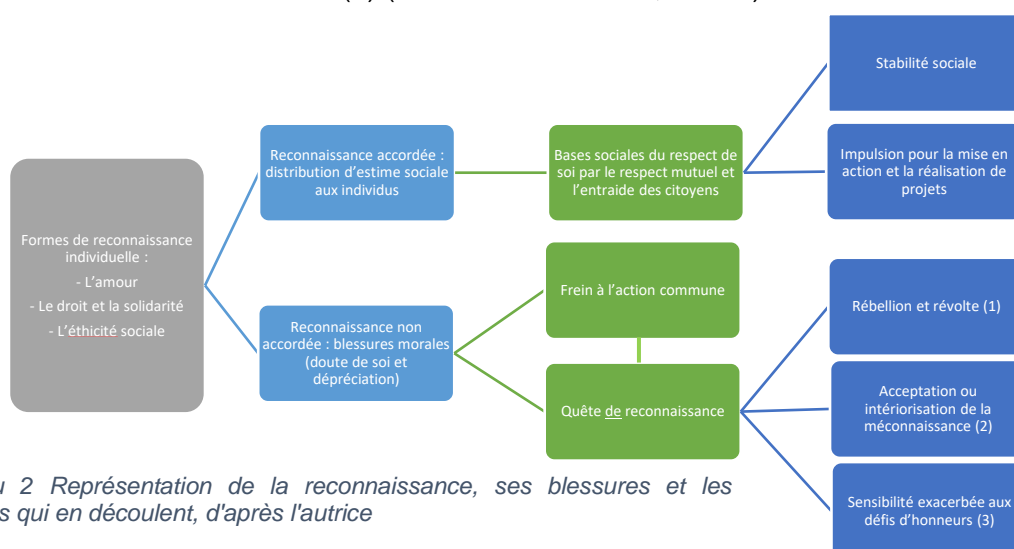 Formes de reconnaissance
individuelle :
- L'amour
- Le droit et la solidarité
- L'éthicité sociale
Reconnaissance accordée :
distribution d'estime sociale
aux individus
Reconnaissance non
accordée : blessures morales
(doute de soi et
dépréciation)
Bases sociales du respect de
soi par le respect mutuel et
l'entraide des citoyens
Frein à l'action commune
Quête de reconnaissance
Stabilité sociale
Impulsion pour la mise en
action et la réalisation de
projets
Rébellion et révolte (1)
Acceptation ou
intériorisation de la
méconnaissance (2)
Sensibilité exacerbée aux
défis d'honneurs (3)
2 Représentation de la reconnaissance, ses blessures et les
qui en découlent, d'après l'autrice